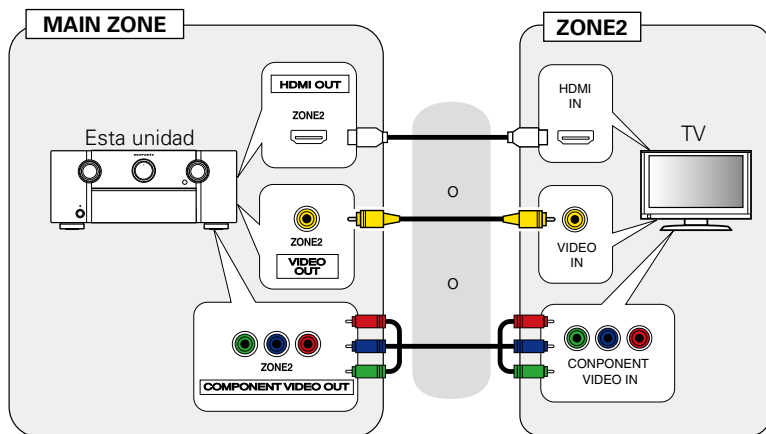 MAIN ZONE
HDMI OUT
ZONE2
Esta unidad
ZONE2
VIDEO
OUT
ZONE2
COMPONENT VIDEO OUT
O
O
ZONE2
HDMI
IN
TV
VIDEO
IN
CONPONENT
VIDEO IN